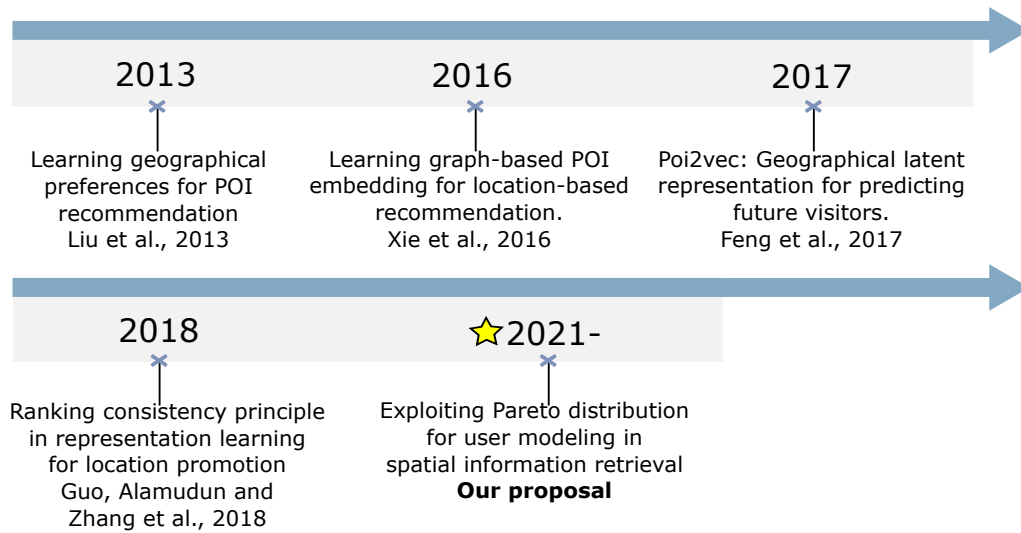 2013
2016
2017
Learning geographical
preferences for POI
recommendation
Liu et al., 2013
Learning graph-based POI
embedding for location-based
recommendation.
Xie et al., 2016
Poi2vec: Geographical latent
representation for predicting
future visitors.
Feng et al., 2017
2018
2021-
Ranking consistency principle
in representation learning
for location promotion
Guo, Alamudun and
Zhang et al., 2018
Exploiting Pareto distribution
for user modeling in
spatial information retrieval
Our proposal